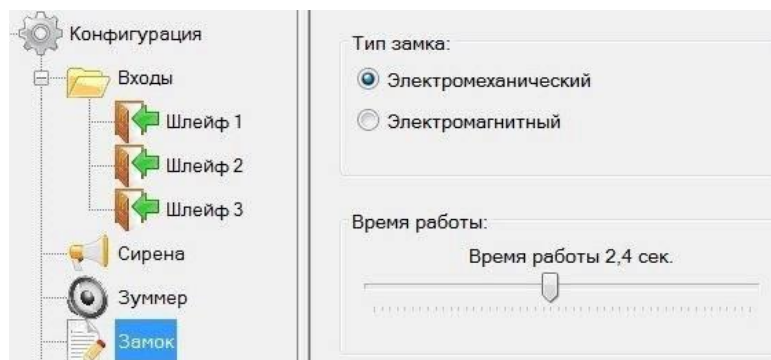 Конфигурация
Входы
Шлейф 1
Шлейф 2
Шлейф 3
Сирена
Зуммер
Замок
Тип замка:
Электромеханический
Электромагнитный
Время работы:
Время работы 2,4 сек.